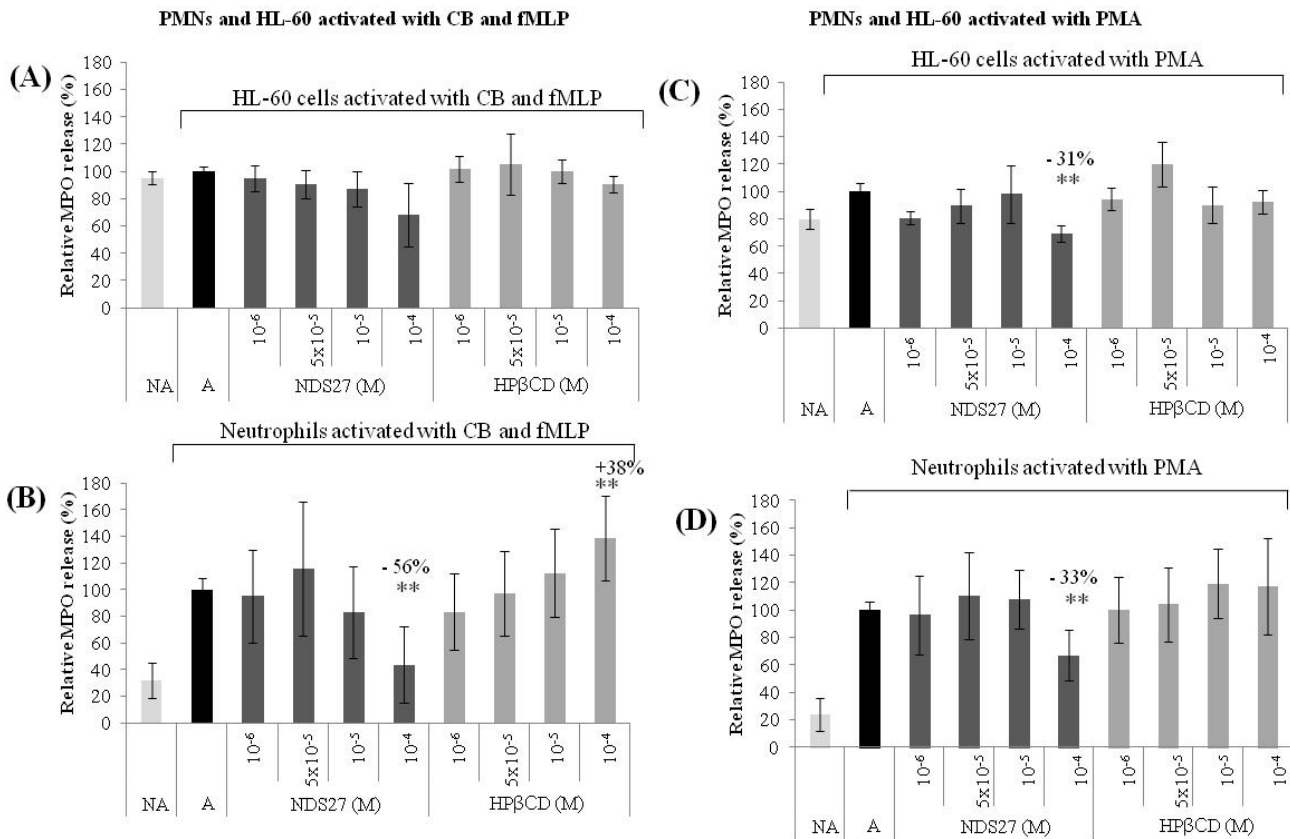 PMNs and HL-60 activated with CB and fMLP
(A)
HL-60 cells activated with CB and fMLP
Relative MPO release (%)
180
160
140
120
100
80
60
40
20
0
10⁻⁶
5x10⁻⁵
10⁻⁵
10⁻⁴
10⁻⁶
5x10⁻⁵
10⁻⁵
10⁻⁴
NA A NDS27 (M) HPβCD (M)
(B)
Neutrophils activated with CB and fMLP
Relative MPO release (%)
180
160
140
120
100
80
60
40
20
0
- 56%
**
+38%
**
10⁻⁶
5x10⁻⁵
10⁻⁵
10⁻⁴
10⁻⁶
5x10⁻⁵
10⁻⁵
10⁻⁴
NA A NDS27 (M) HPβCD (M)
PMNs and HL-60 activated with PMA
(C)
HL-60 cells activated with PMA
Relative MPO release (%)
180
160
140
120
100
80
60
40
20
0
- 31%
**
10⁻⁶
5x10⁻⁵
10⁻⁵
10⁻⁴
10⁻⁶
5x10⁻⁵
10⁻⁵
10⁻⁴
NA A NDS27 (M) HPβCD (M)
(D)
Neutrophils activated with PMA
Relative MPO release (%)
180
160
140
120
100
80
60
40
20
0
- 33%
**
10⁻⁶
5x10⁻⁵
10⁻⁵
10⁻⁴
10⁻⁶
5x10⁻⁵
10⁻⁵
10⁻⁴
NA A NDS27 (M) HPβCD (M)